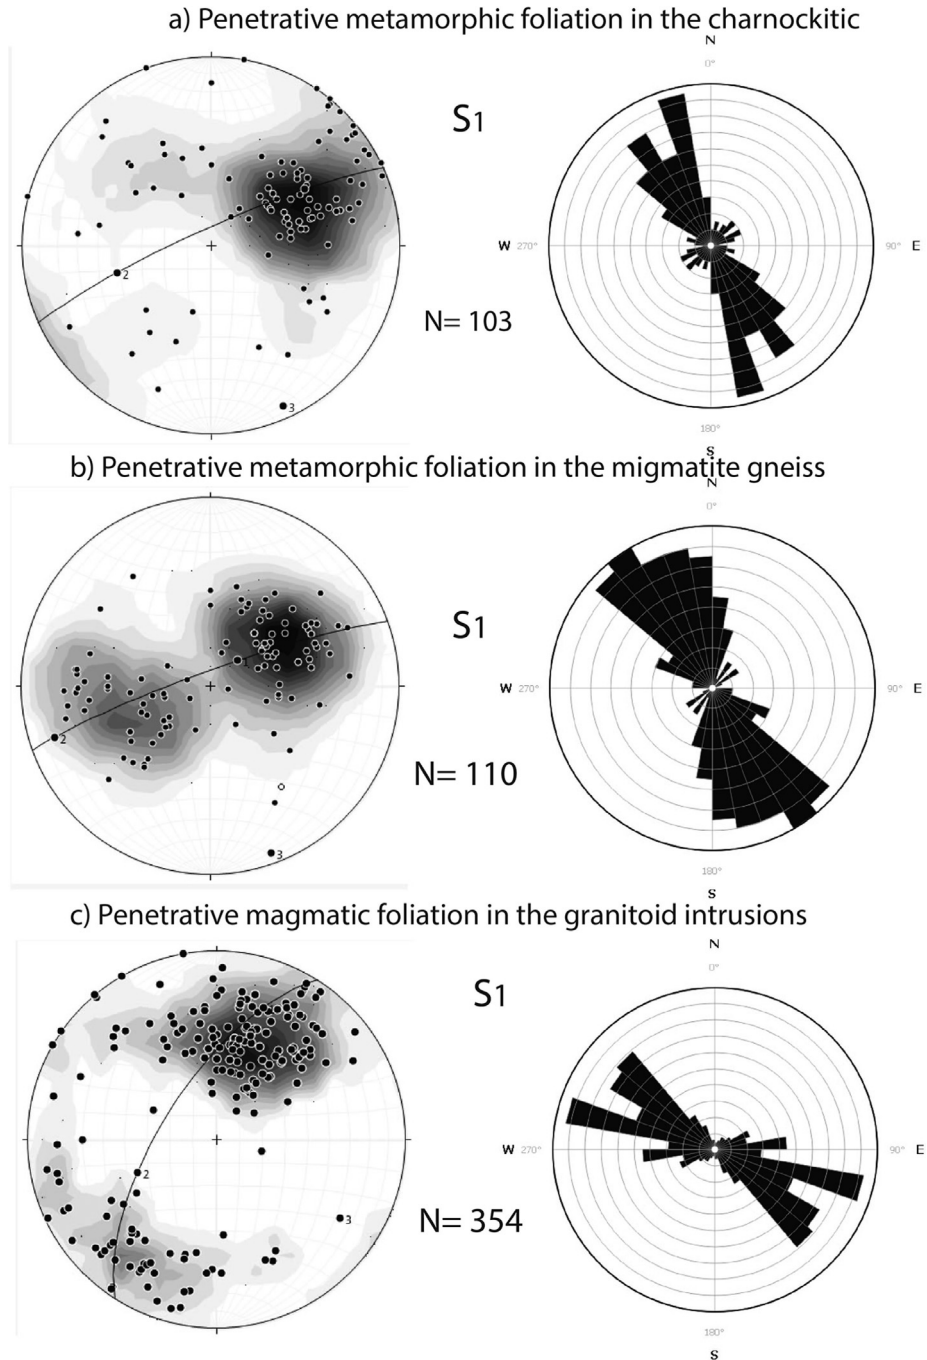 a) Penetrative metamorphic foliation in the charnockitic
N
0°
S1
W 270°
90° E
2
N= 103
3
180°
S
b) Penetrative metamorphic foliation in the migmatite gneiss
N
0°
S1
1
W 270°
90° E
2
N= 110
3
180°
S
c) Penetrative magmatic foliation in the granitoid intrusions
N
0°
S1
W 270°
90° E
2
3
N= 354
180°
S